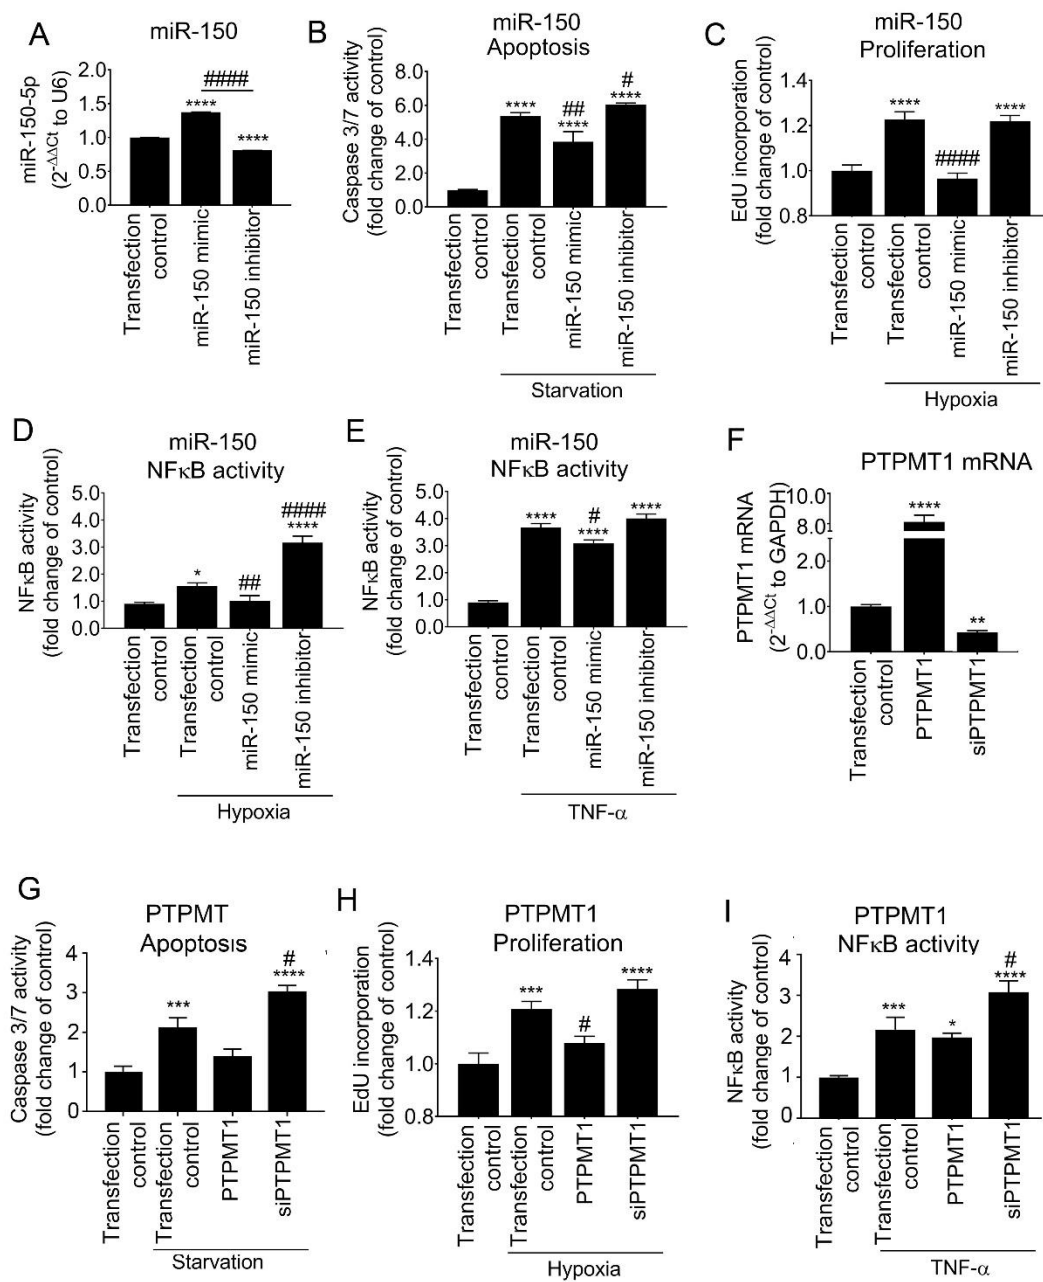 A
miR-150
miR-150-5p
(2-ΔΔCt to U6)
2.0
1.5
1.0
0.5
0.0
####
****
****
Transfection
control
miR-150 mimic
miR-150 inhibitor
B
miR-150
Apoptosis
Caspase 3/7 activity
(fold change of control)
8.0
6.0
4.0
2.0
0.0
****
##
****
#
****
Transfection
control
Transfection
control
miR-150 mimic
miR-150 inhibitor
Starvation
C
miR-150
Proliferation
EdU incorporation
(fold change of control)
1.4
1.2
1.0
0.8
****
####
****
Transfection
control
Transfection
control
miR-150 mimic
miR-150 inhibitor
Hypoxia
D
miR-150
NFκB activity
NFκB activity
(fold change of control)
5.0
4.0
3.0
2.0
1.0
0.0
*
##
####
****
Transfection
control
Transfection
control
miR-150 mimic
miR-150 inhibitor
Hypoxia
E
miR-150
NFκB activity
NFκB activity
(fold change of control)
5.0
4.0
3.0
2.0
1.0
0.0
****
#
****
****
Transfection
control
Transfection
control
miR-150 mimic
miR-150 inhibitor
TNF-α
F
PTPMT1 mRNA
PTPMT1 mRNA
(2-ΔΔCt to GAPDH)
10.0
8.0
2.0
1.0
0.0
****
**
Transfection
control
PTPMT1
siPTPMT1
G
PTPMT
Apoptosis
Caspase 3/7 activity
(fold change of control)
4
3
2
1
0
***
#
****
Transfection
control
Transfection
control
PTPMT1
siPTPMT1
Starvation
H
PTPMT1
Proliferation
EdU incorporation
(fold change of control)
1.4
1.2
1.0
0.8
***
#
****
Transfection
control
Transfection
control
PTPMT1
siPTPMT1
Hypoxia
I
PTPMT1
NFκB activity
NFκB activity
(fold change of control)
4
3
2
1
0
***
*
#
****
Transfection
control
Transfection
control
PTPMT1
siPTPMT1
TNF-α